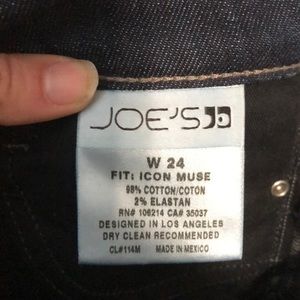 JOE'S
W 24
FIT: ICON MUSE
98% COTTON/COTON
2% ELASTAN
RN# 106214 CA# 35037
DESIGNED IN LOS ANGELES
DRY CLEAN RECOMMENDED
CL#114M MADE IN MEXICO